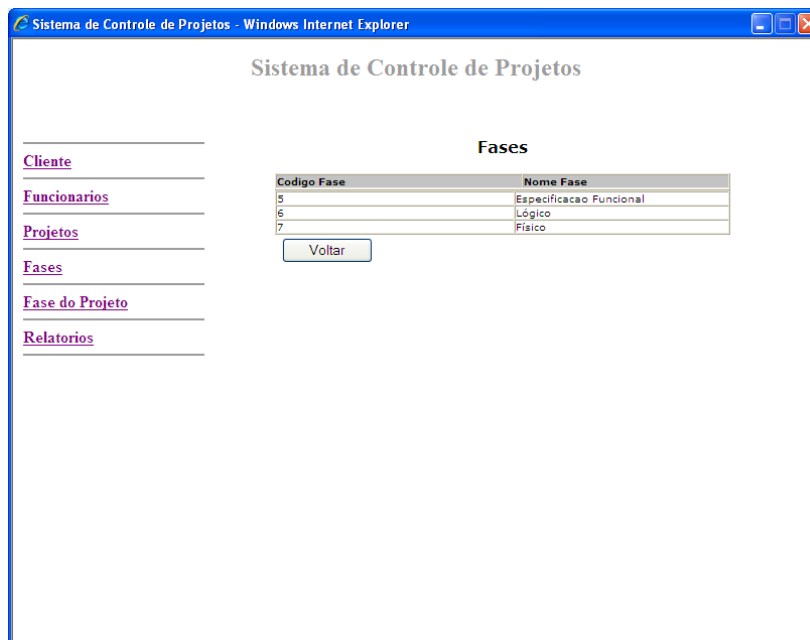 Sistema de Controle de Projetos - Windows Internet Explorer
Sistema de Controle de Projetos
Cliente
Funcionarios
Projetos
Fases
Fase do Projeto
Relatorios
Fases
Codigo Fase Nome Fase
5 Especificacao Funcional
6 Lógico
7 Físico
Voltar